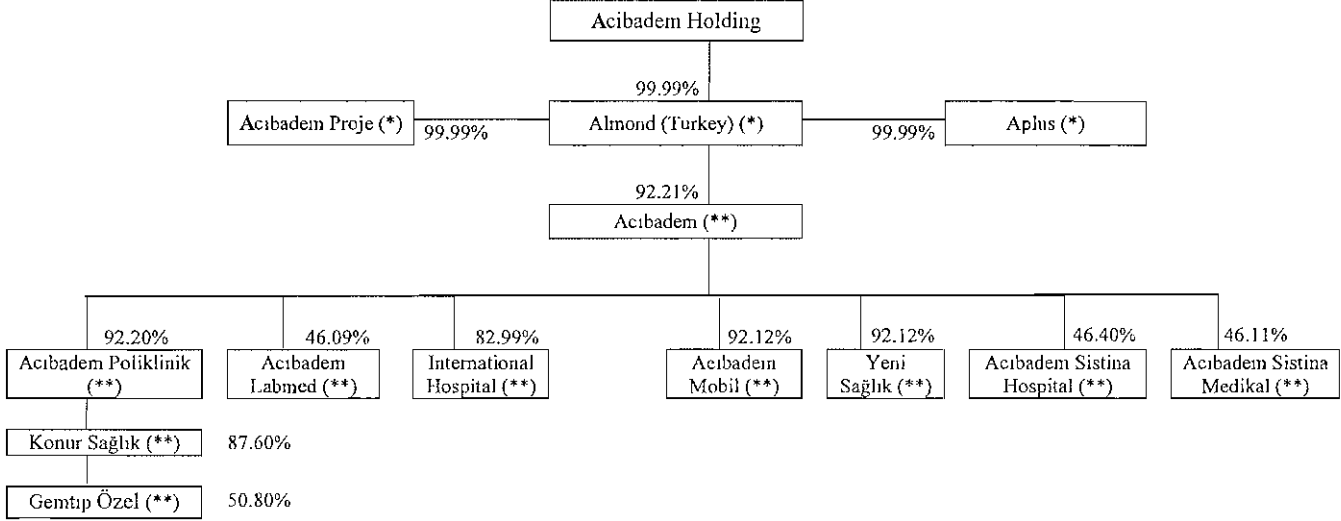 Acibadem Holding
99.99%
Acıbadem Proje (*)
99.99%
Almond (Turkey) (*)
99.99%
Aplus (*)
92.21%
Acıbadem (**)
92.20%
46.09%
82.99%
92.12%
92.12%
46.40%
46.11%
Acıbadem Poliklinik
(**)
Acıbadem
Labmed (**)
International
Hospital (**)
Acıbadem
Mobil (**)
Yeni
Sağlık (**)
Acıbadem Sistina
Hospital (**)
Acıbadem Sistina
Medikal (**)
Konur Sağlık (**)
87.60%
Gemtıp Özel (**)
50.80%